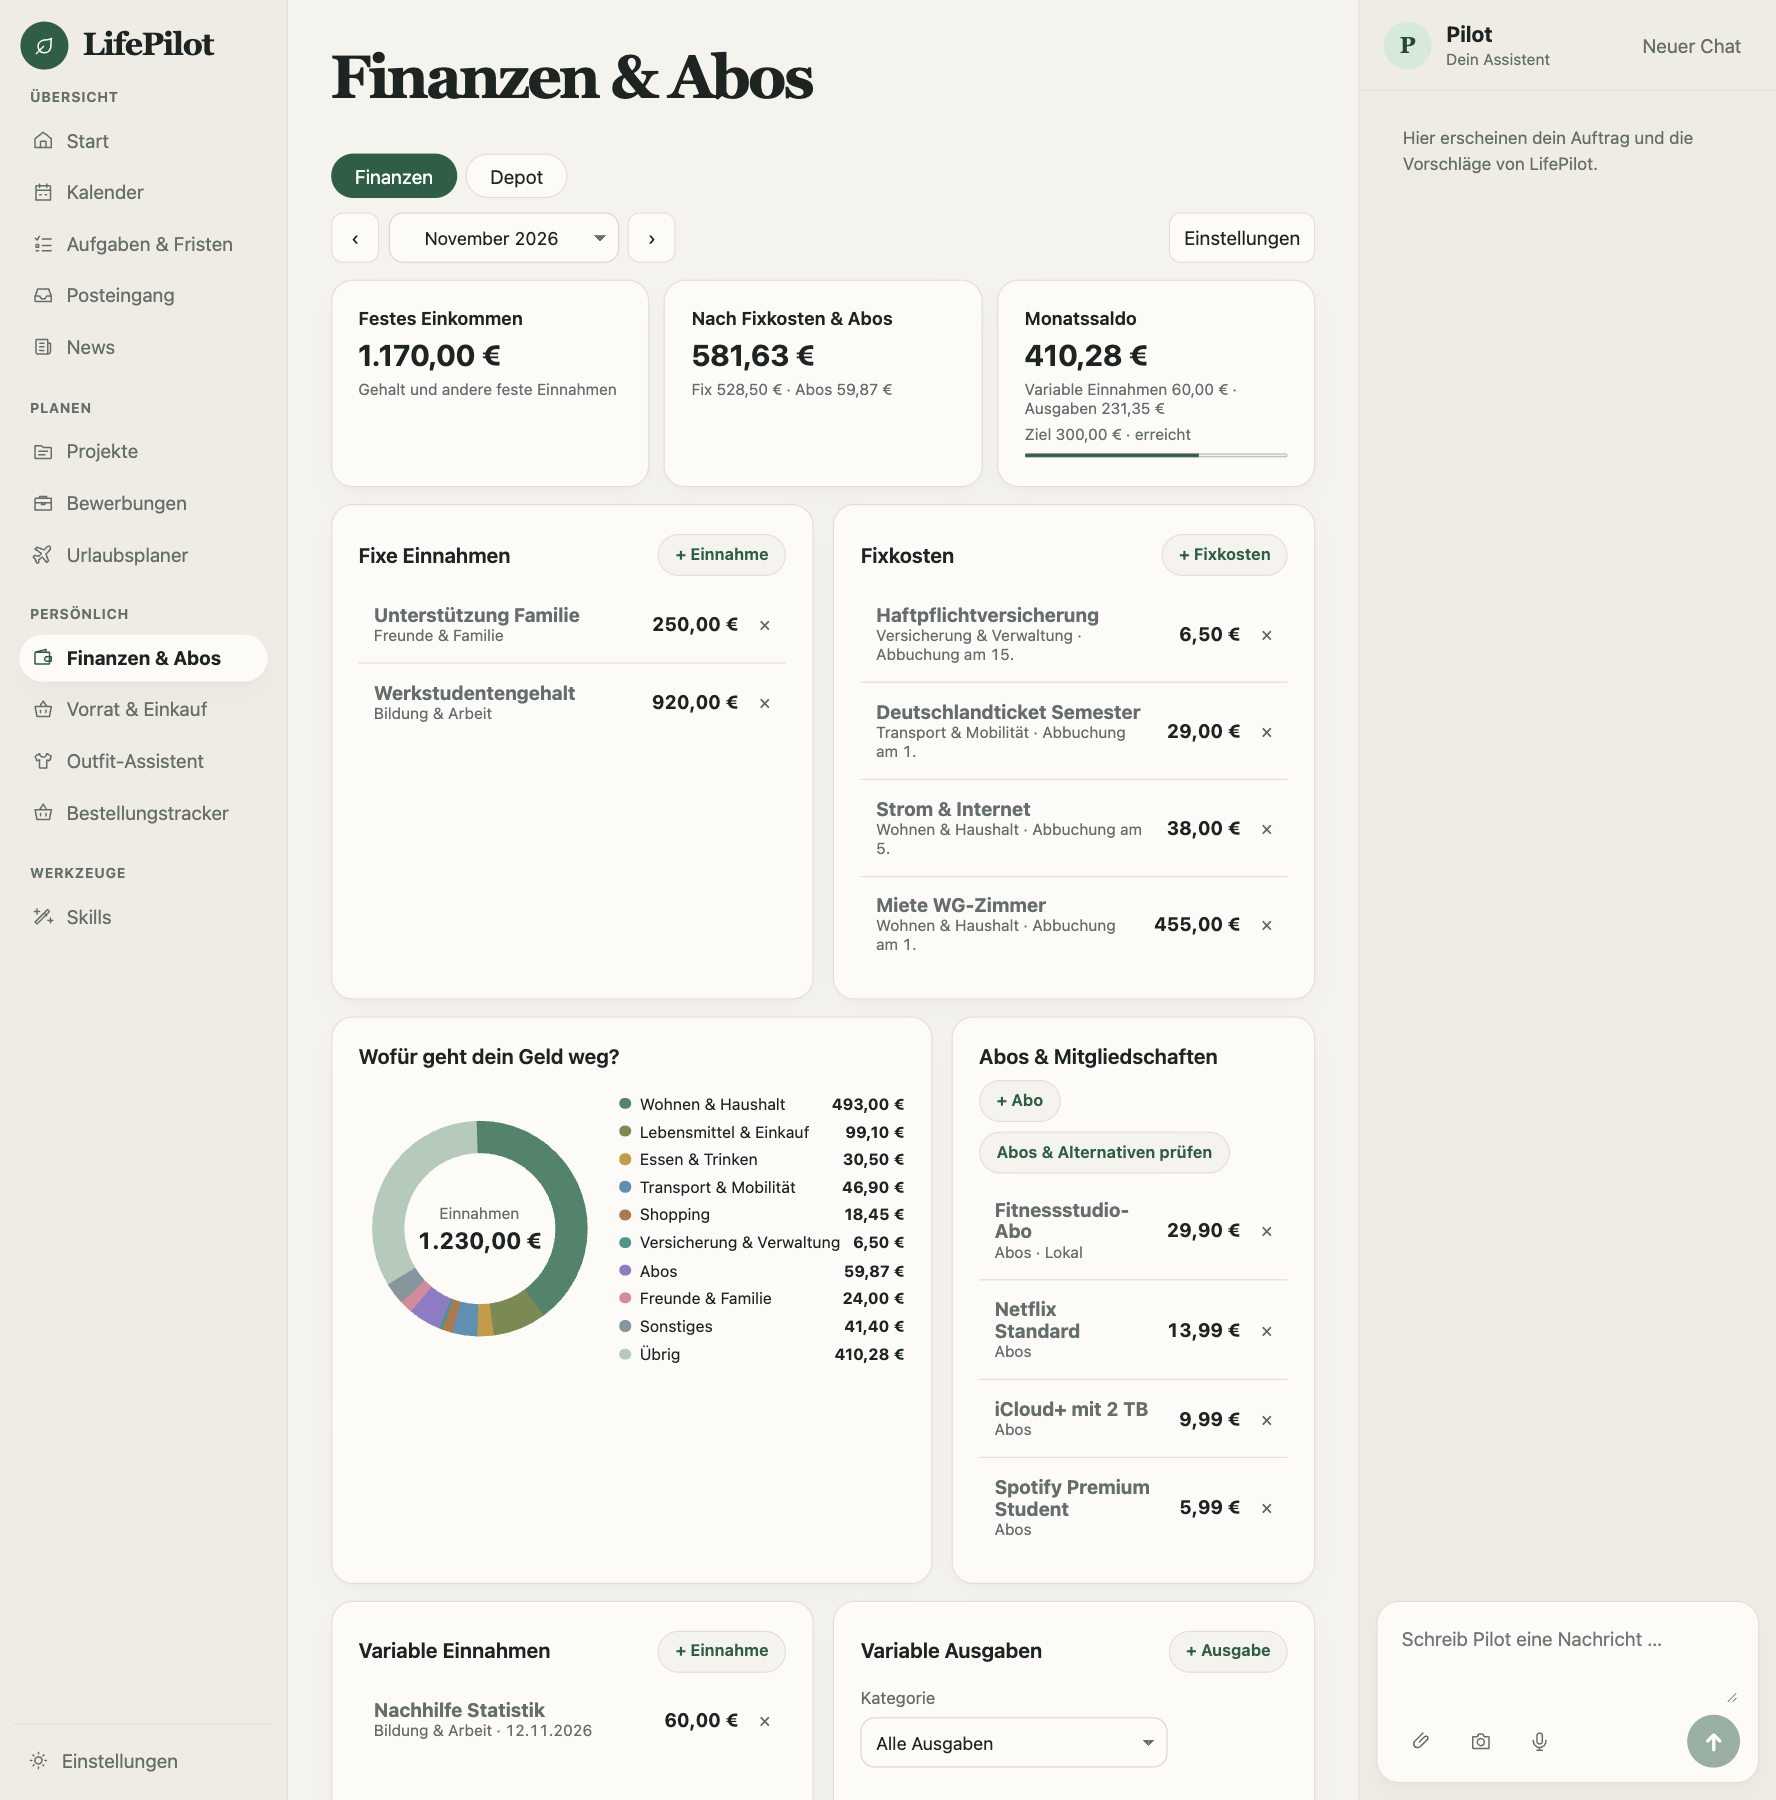 LifePilot
ÜBERSICHT
Start
Kalender
Aufgaben & Fristen
Posteingang
News
PLANEN
Projekte
Bewerbungen
Urlaubsplaner
PERSÖNLICH
Finanzen & Abos
Vorrat & Einkauf
Outfit-Assistent
Bestellungstracker
WERKZEUGE
Skills
Einstellungen
Finanzen & Abos
Finanzen
Depot
‹
November 2026
›
Einstellungen
Festes Einkommen
1.170,00 €
Gehalt und andere feste Einnahmen
Nach Fixkosten & Abos
581,63 €
Fix 528,50 € · Abos 59,87 €
Monatssaldo
410,28 €
Variable Einnahmen 60,00 € ·
Ausgaben 231,35 €
Ziel 300,00 € · erreicht
Fixe Einnahmen
+ Einnahme
Unterstützung Familie
Freunde & Familie
250,00 € ×
Werkstudentengehalt
Bildung & Arbeit
920,00 € ×
Fixkosten
+ Fixkosten
Haftpflichtversicherung
Versicherung & Verwaltung ·
Abbuchung am 15.
6,50 € ×
Deutschlandticket Semester
Transport & Mobilität · Abbuchung
am 1.
29,00 € ×
Strom & Internet
Wohnen & Haushalt · Abbuchung am
5.
38,00 € ×
Miete WG-Zimmer
Wohnen & Haushalt · Abbuchung
am 1.
455,00 € ×
Wofür geht dein Geld weg?
Einnahmen
1.230,00 €
Wohnen & Haushalt 493,00 €
Lebensmittel & Einkauf 99,10 €
Essen & Trinken 30,50 €
Transport & Mobilität 46,90 €
Shopping 18,45 €
Versicherung & Verwaltung 6,50 €
Abos 59,87 €
Freunde & Familie 24,00 €
Sonstiges 41,40 €
Übrig 410,28 €
Abos & Mitgliedschaften
+ Abo
Abos & Alternativen prüfen
Fitnessstudio-
Abo
Abos · Lokal
29,90 € ×
Netflix
Standard
Abos
13,99 € ×
iCloud+ mit 2 TB
Abos
9,99 € ×
Spotify Premium
Student
Abos
5,99 € ×
Variable Einnahmen
+ Einnahme
Nachhilfe Statistik
Bildung & Arbeit · 12.11.2026
60,00 € ×
Variable Ausgaben
+ Ausgabe
Kategorie
Alle Ausgaben
P
Pilot
Dein Assistent
Neuer Chat
Hier erscheinen dein Auftrag und die
Vorschläge von LifePilot.
Schreib Pilot eine Nachricht ...